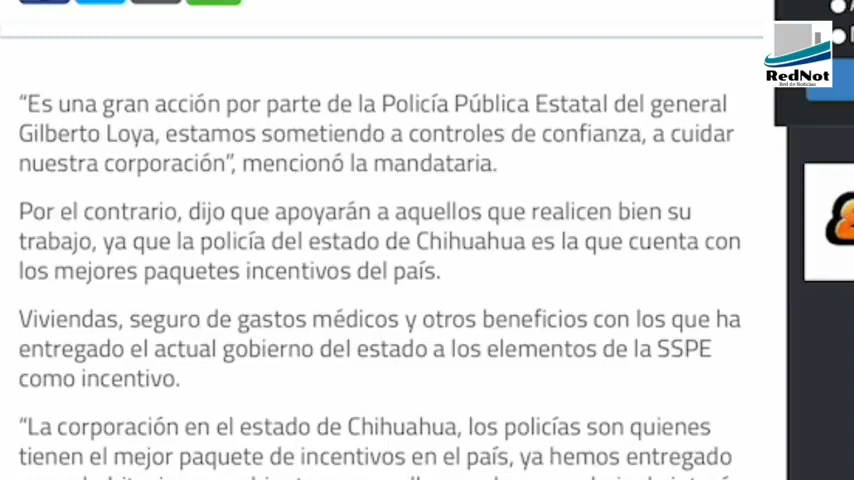 “Es una gran acción por parte de la Policía Pública Estatal del general
Gilberto Loya, estamos sometiendo a controles de confianza, a cuidar
nuestra corporación”, mencionó la mandataria.
Por el contrario, dijo que apoyarán a aquellos que realicen bien su
trabajo, ya que la policía del estado de Chihuahua es la que cuenta con
los mejores paquetes incentivos del país.
Viviendas, seguro de gastos médicos y otros beneficios con los que ha
entregado el actual gobierno del estado a los elementos de la SSPE
como incentivo.
“La corporación en el estado de Chihuahua, los policías son quienes
tienen el mejor paquete de incentivos en el país, ya hemos entregado
RedNot
Red de Noticias